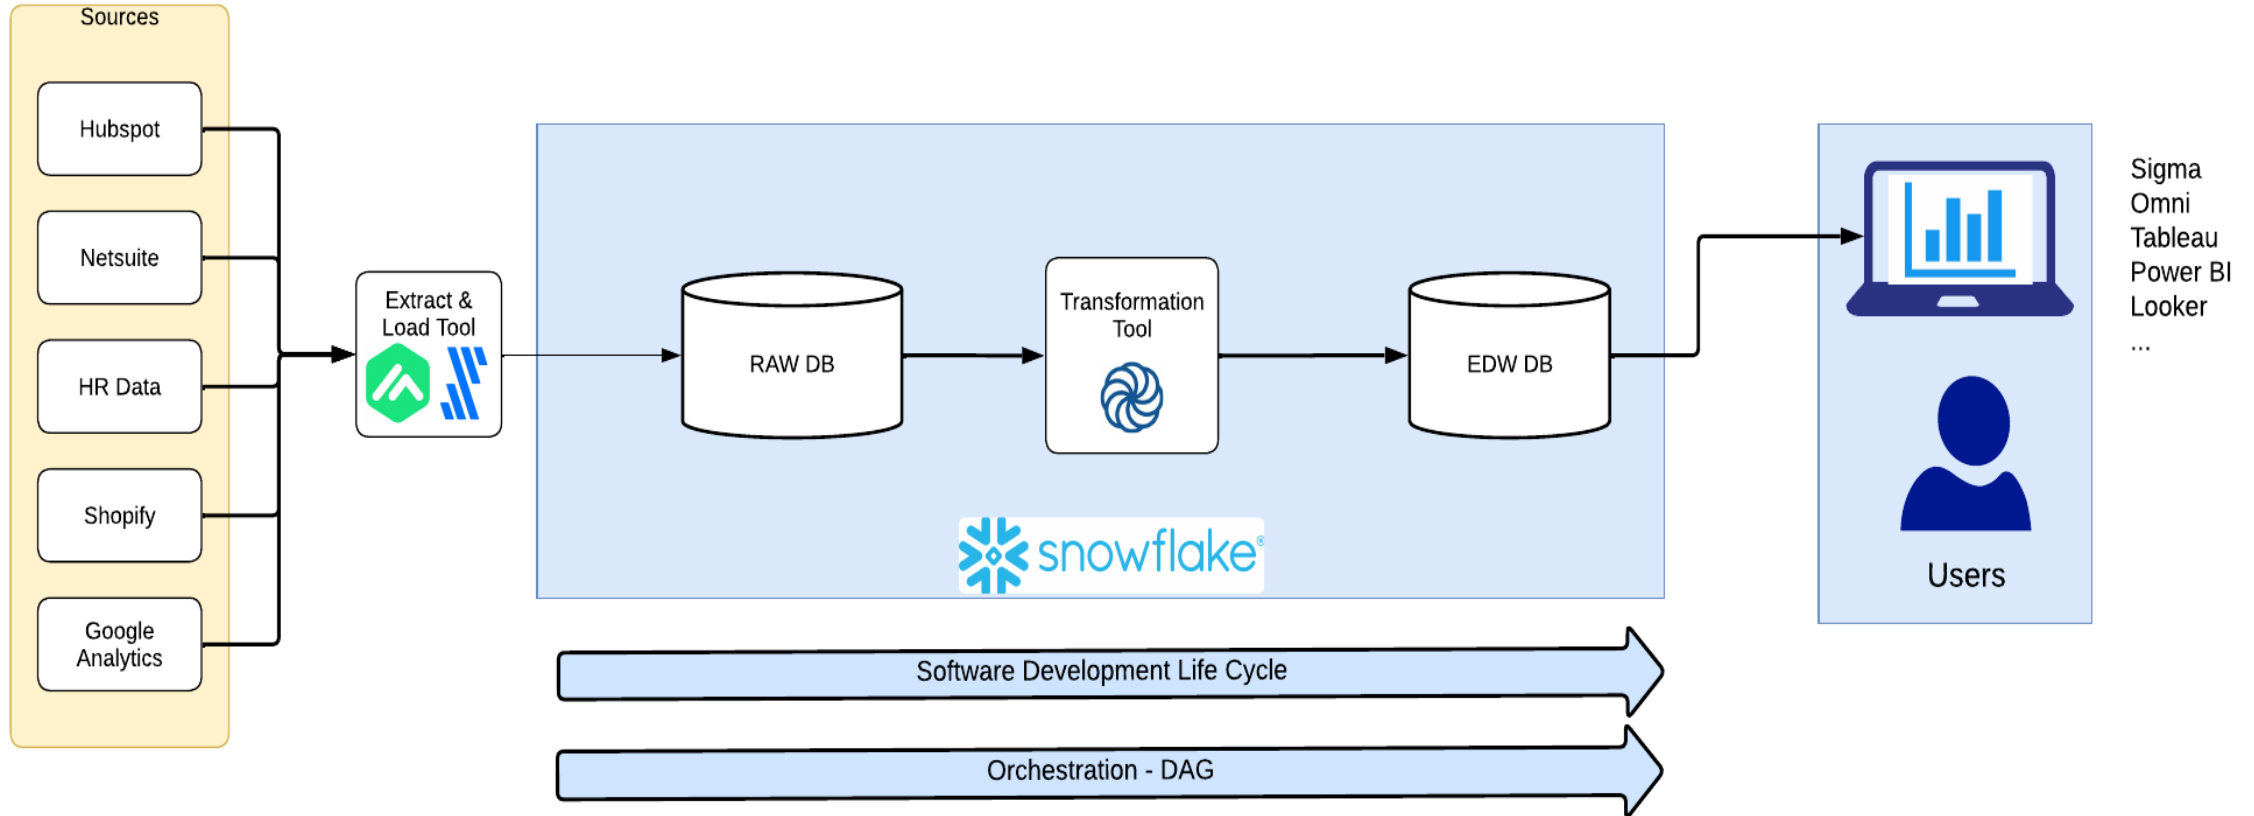 Sources
Hubspot
Netsuite
HR Data
Shopify
Google
Analytics
Extract &
Load Tool
RAW DB
Transformation
Tool
EDW DB
snowflake®
Software Development Life Cycle
Orchestration - DAG
Users
Sigma
Omni
Tableau
Power BI
Looker
...